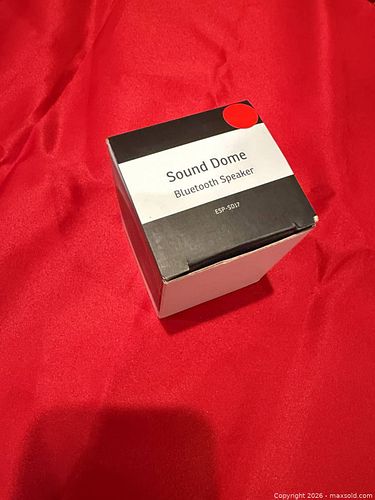 Sound Dome
Bluetooth Speaker
ESP-SD17
Copyright 2026 - maxsold.com